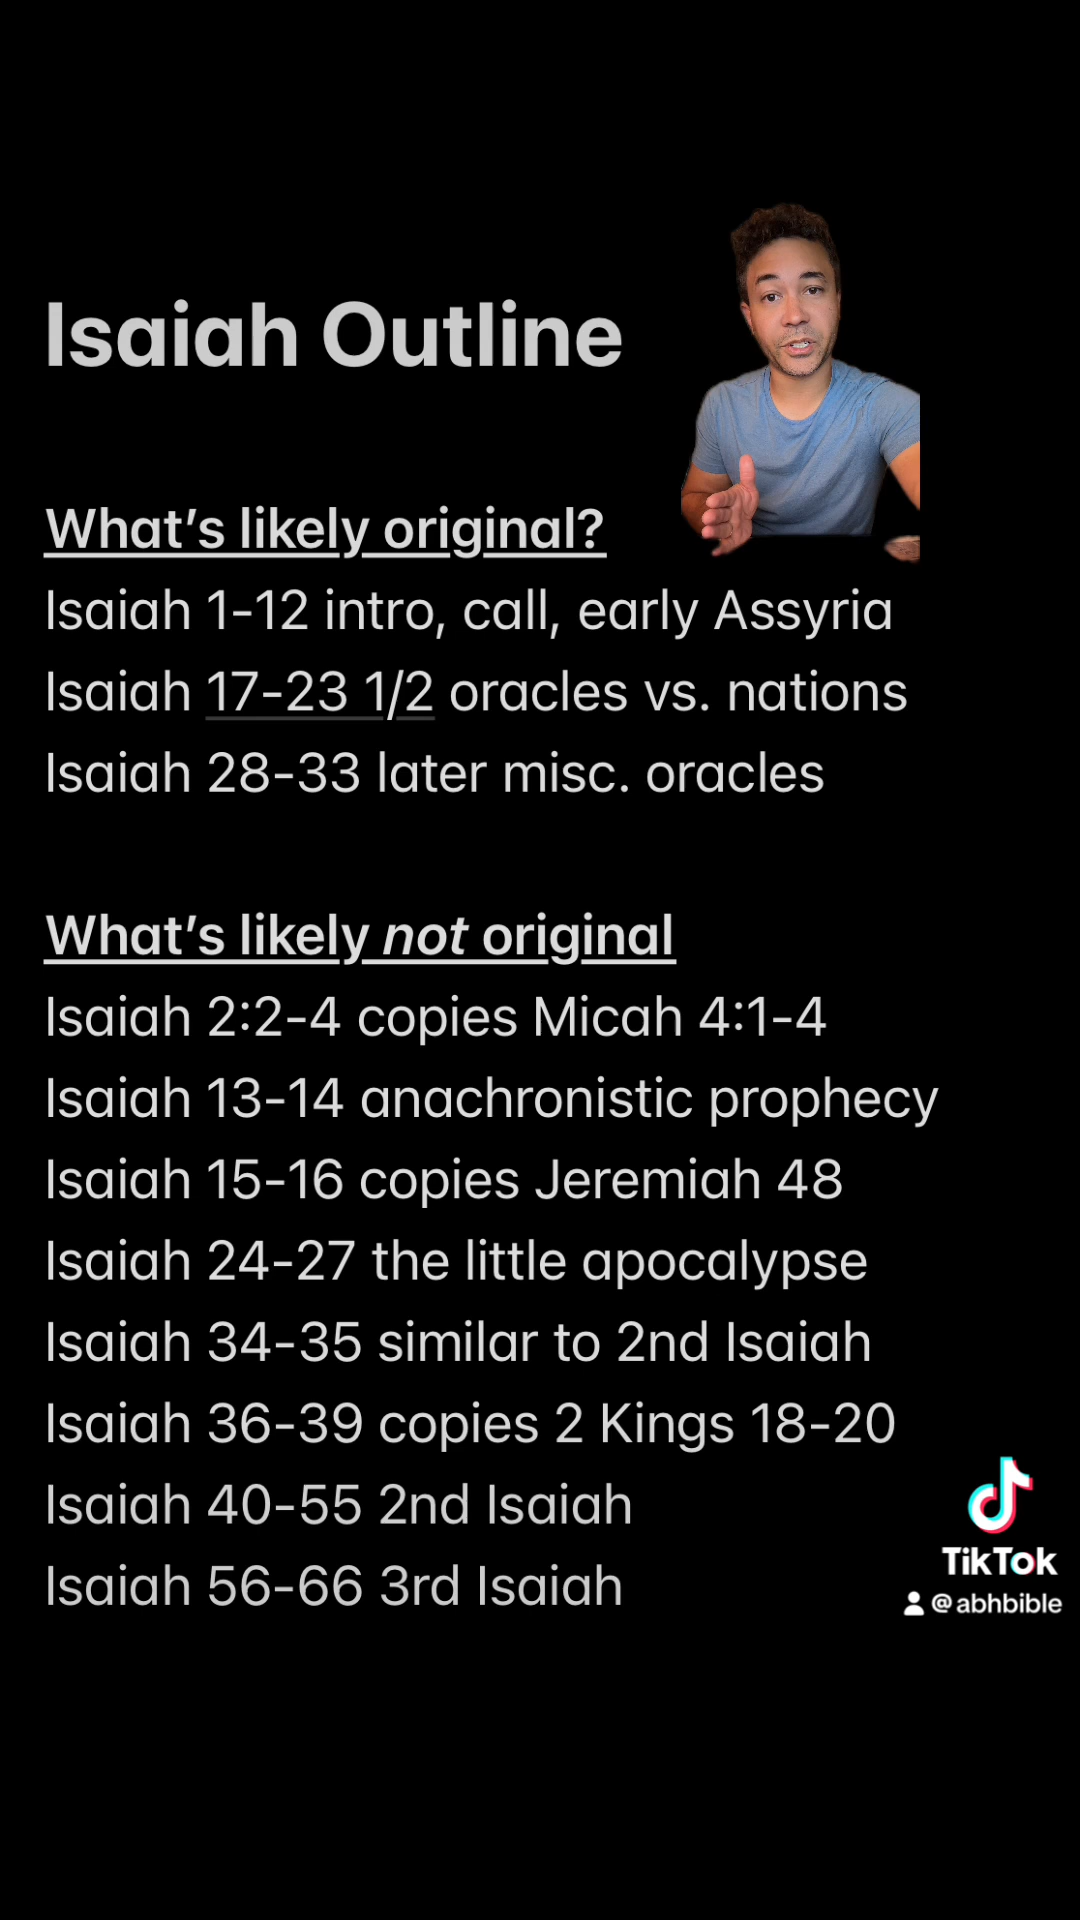 Isaiah Outline
What's likely original?
Isaiah 1-12 intro, call, early Assyria
Isaiah 17-23 1/2 oracles vs. nations
Isaiah 28-33 later misc. oracles
What's likely not original
Isaiah 2:2-4 copies Micah 4:1-4
Isaiah 13-14 anachronistic prophecy
Isaiah 15-16 copies Jeremiah 48
Isaiah 24-27 the little apocalypse
Isaiah 34-35 similar to 2nd Isaiah
Isaiah 36-39 copies 2 Kings 18-20
Isaiah 40-55 2nd Isaiah
Isaiah 56-66 3rd Isaiah
TikTok
@abhbible